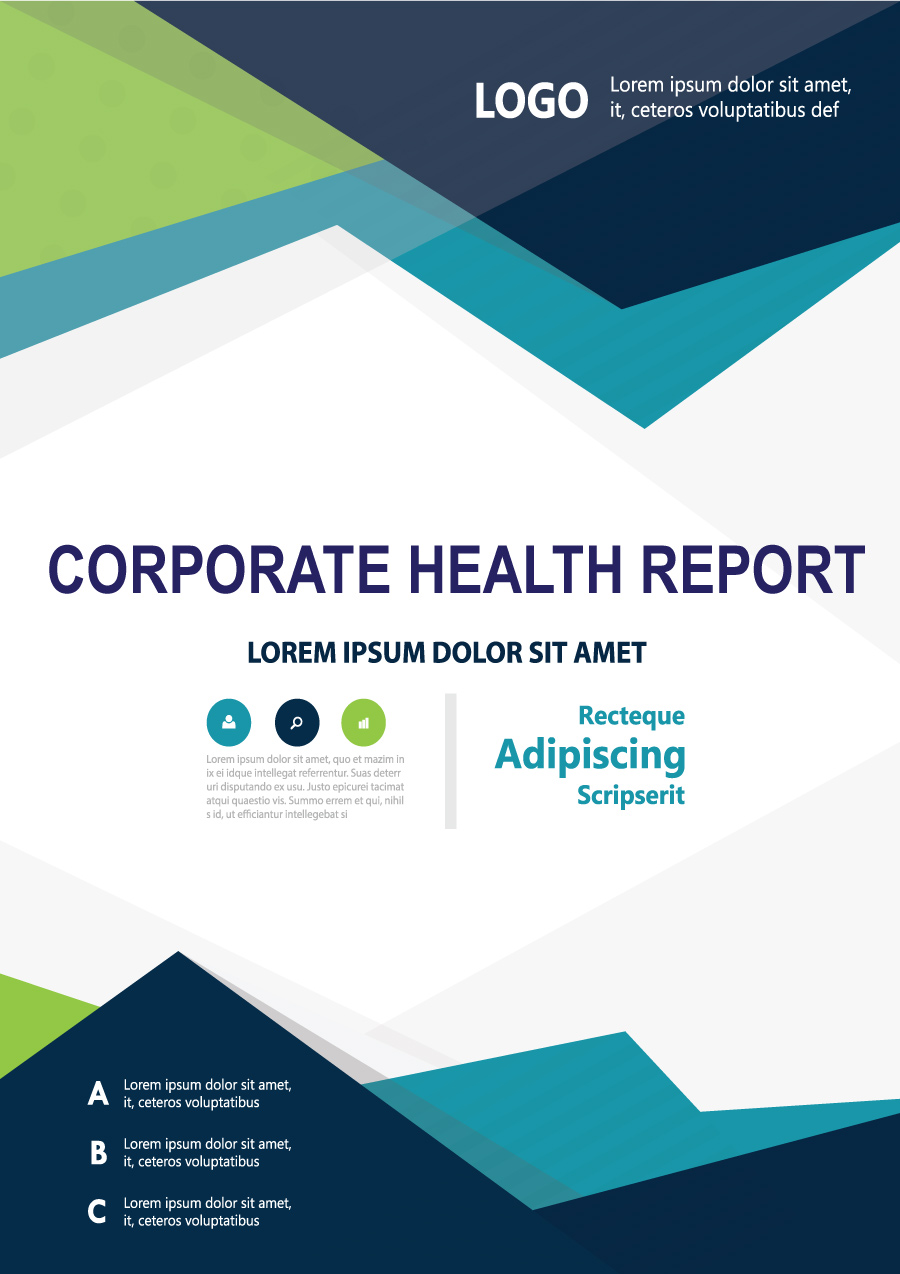 LOGO
Lorem ipsum dolor sit amet,
it, ceteros voluptatibus def
CORPORATE HEALTH REPORT
LOREM IPSUM DOLOR SIT AMET
Lorem ipsum dolor sit amet, quo et mazim in
ix ei idque intellegat referrentur. Suas deterr
uri disputando ex usu. Justo epicurei tacimat
atqui quaestio vis. Summo errem et qui, nihil
s id, ut efficiantur intellegebat si
Recteque
Adipiscing
Scripserit
A
Lorem ipsum dolor sit amet,
it, ceteros voluptatibus
B
Lorem ipsum dolor sit amet,
it, ceteros voluptatibus
C
Lorem ipsum dolor sit amet,
it, ceteros voluptatibus